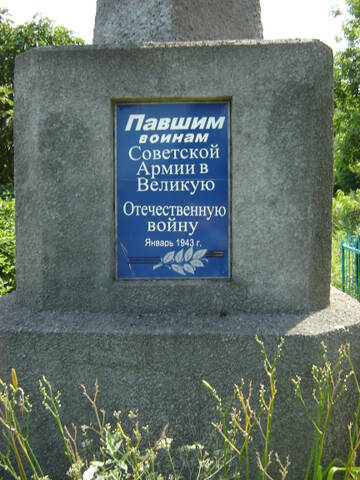 Павшим
воинам
Советской
Армии в
Великую
Отечественную
войну
Январь 1943 г.